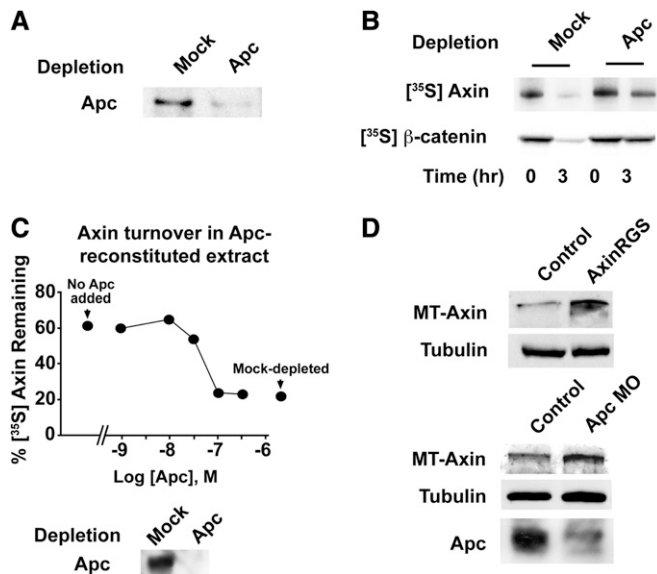 A
Depletion
Mock
Apc
Apc
B
Depletion
Mock
Apc
[³⁵S] Axin
[³⁵S] β-catenin
Time (hr)
0
3
0
3
C
Axin turnover in Apc-
reconstituted extract
% [³⁵S] Axin Remaining
80
60
40
20
0
No Apc
added
Mock-depleted
-9
-8
-7
-6
Log [Apc], M
Depletion
Mock
Apc
Apc
D
Control
AxinRGS
MT-Axin
Tubulin
Control
Apc MO
MT-Axin
Tubulin
Apc